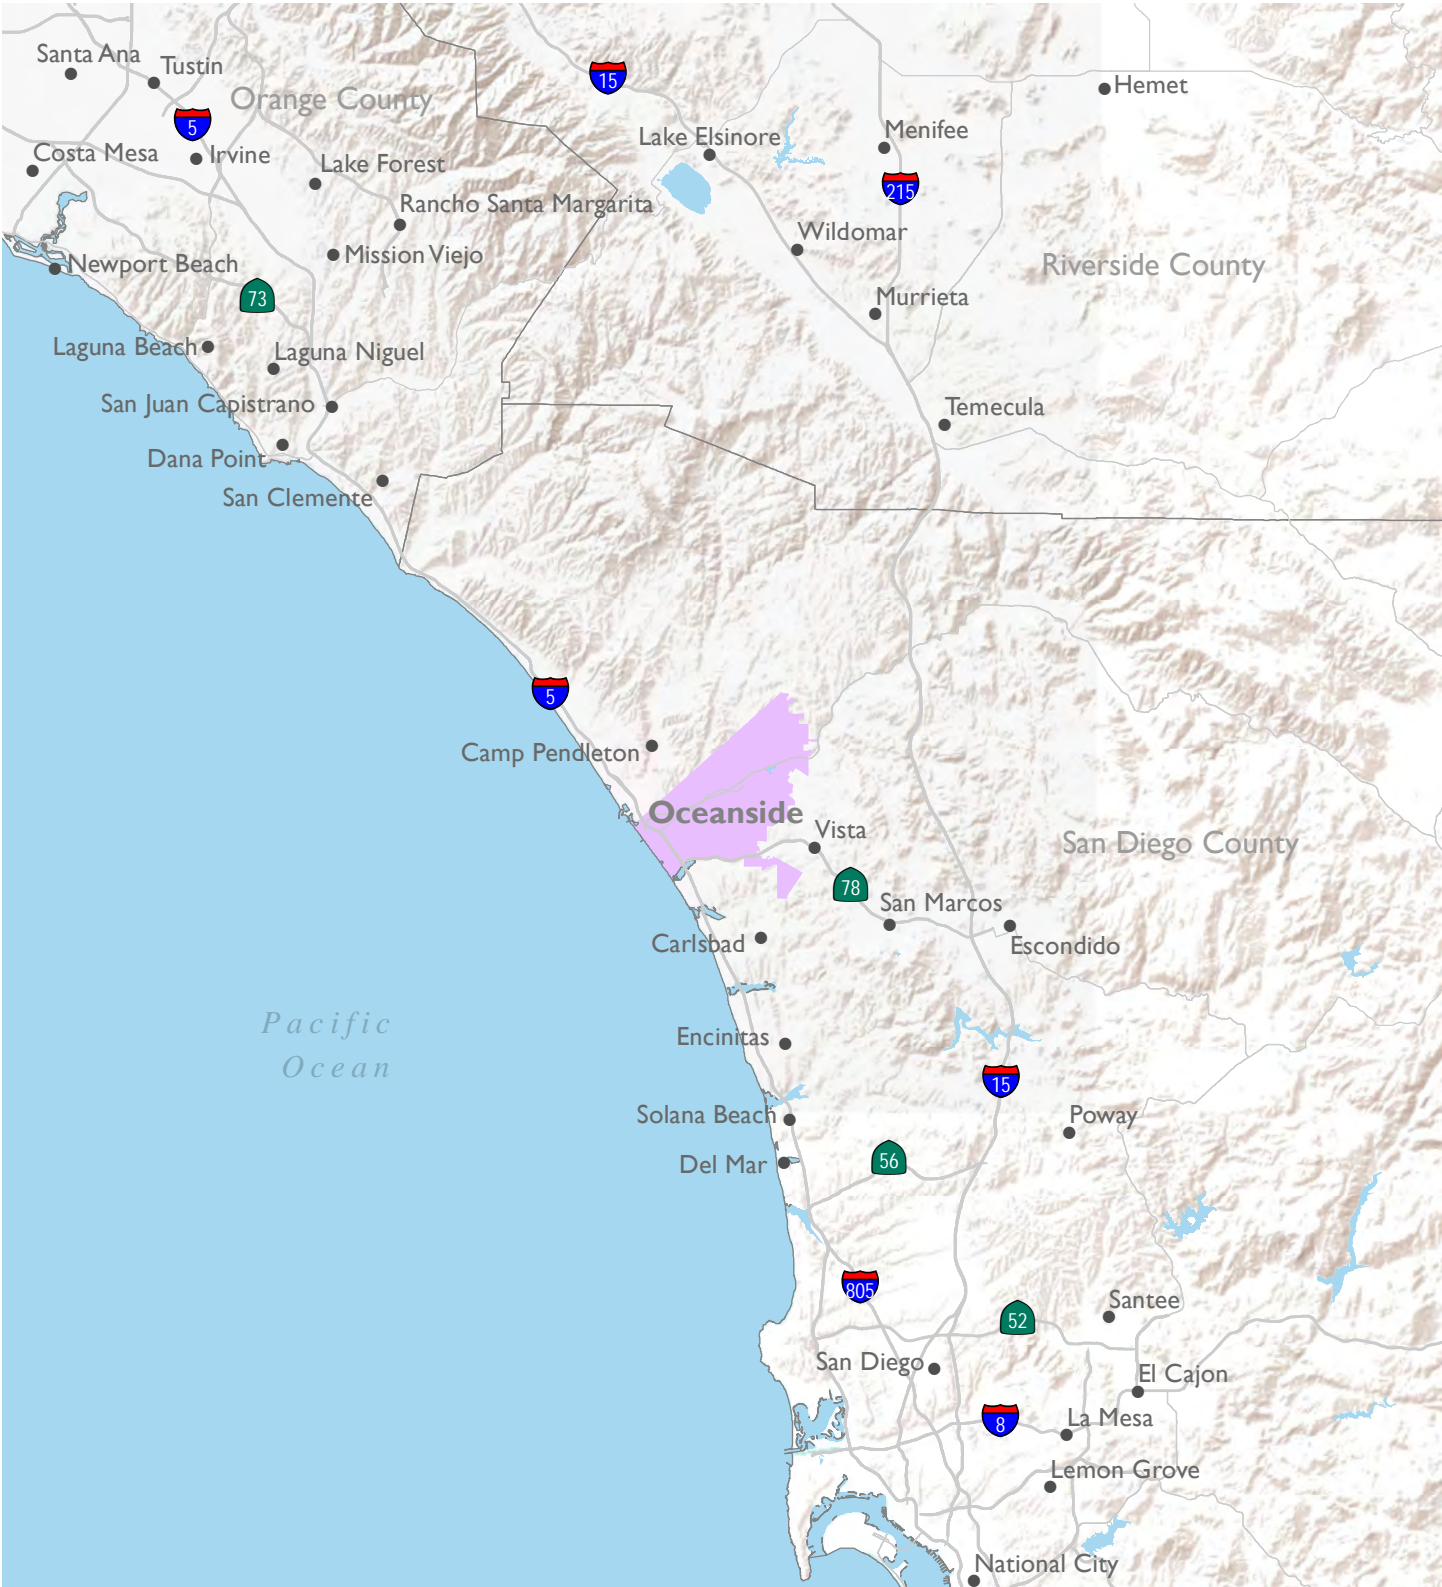 Santa Ana
Tustin
Orange County
5
Costa Mesa
Irvine
Lake Forest
Rancho Santa Margarita
Mission Viejo
Newport Beach
73
Laguna Beach
Laguna Niguel
San Juan Capistrano
Dana Point
San Clemente
15
Lake Elsinore
Menifee
215
Hemet
Wildomar
Riverside County
Murrieta
Temecula
5
Camp Pendleton
Oceanside
Vista
San Diego County
78
San Marcos
Carlsbad
Escondido
Pacific
Ocean
Encinitas
15
Solana Beach
Poway
Del Mar
56
805
Santee
52
San Diego
El Cajon
8
La Mesa
Lemon Grove
National City